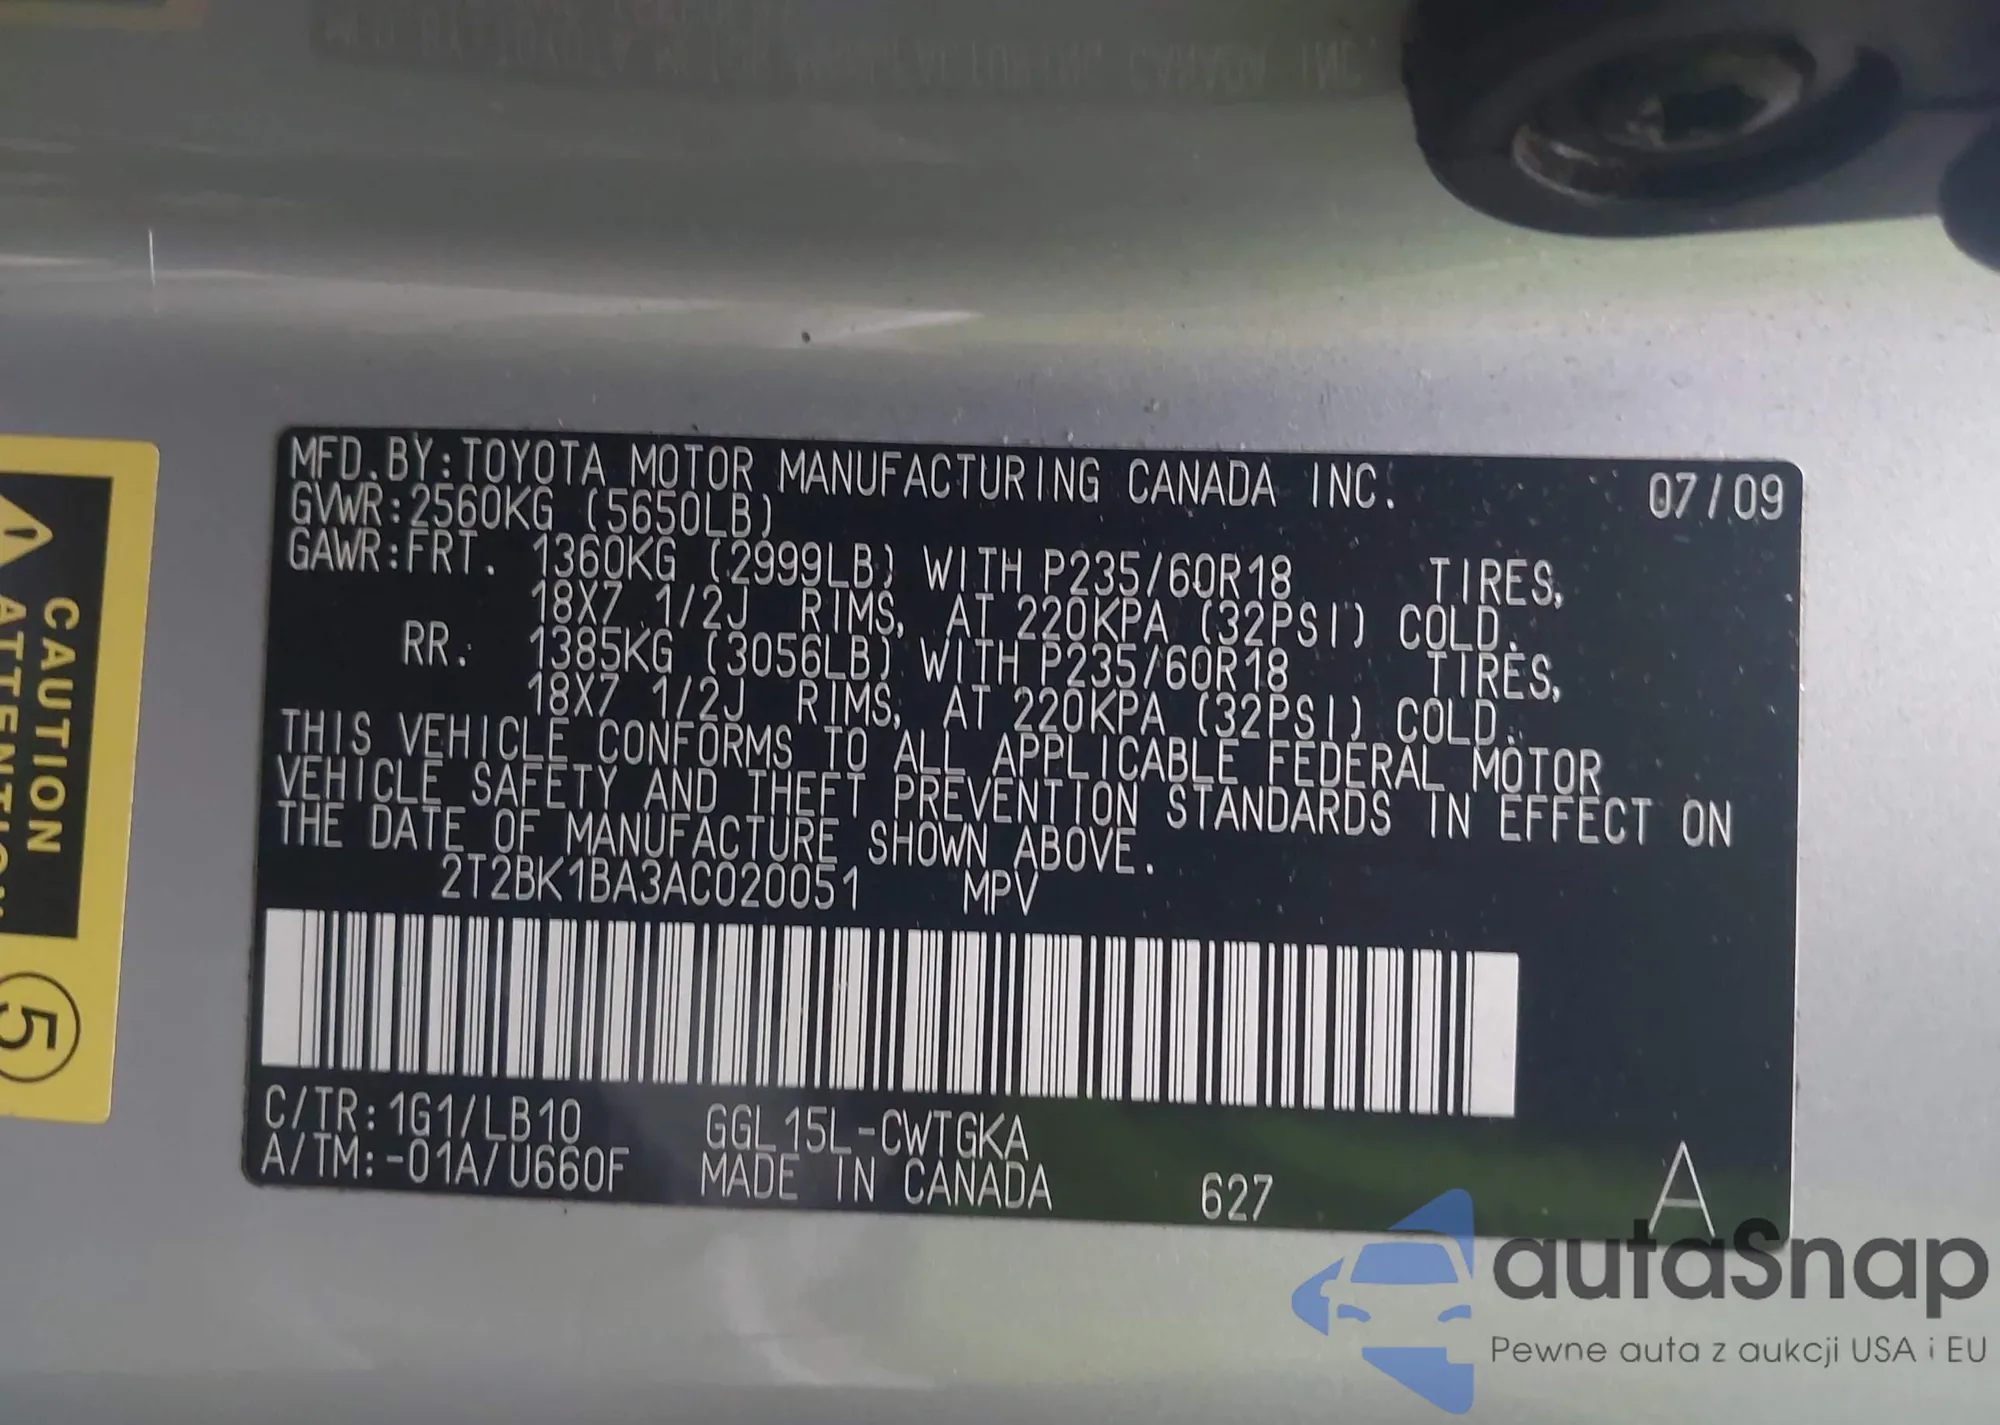 MFD.BY:TOYOTA MOTOR MANUFACTURING CANADA INC. 07/09
GVWR:2560KG (5650LB)
GAWR:FRT. 1360KG (2999LB) WITH P235/60R18 TIRES,
18X7 1/2J RIMS, AT 220KPA (32PSI) COLD.
RR. 1385KG (3056LB) WITH P235/60R18 TIRES,
18X7 1/2J RIMS, AT 220KPA (32PSI) COLD.
THIS VEHICLE CONFORMS TO ALL APPLICABLE FEDERAL MOTOR
VEHICLE SAFETY AND THEFT PREVENTION STANDARDS IN EFFECT ON
THE DATE OF MANUFACTURE SHOWN ABOVE.
2T2BK1BA3AC020051 MPV
C/TR:1G1/LB10 GGL15L-CWTGKA
A/TM:-01A/U660F MADE IN CANADA 627 A
CAUTION
ATTENTION
5
autaSnap
Pewne auta z aukcji USA i EU